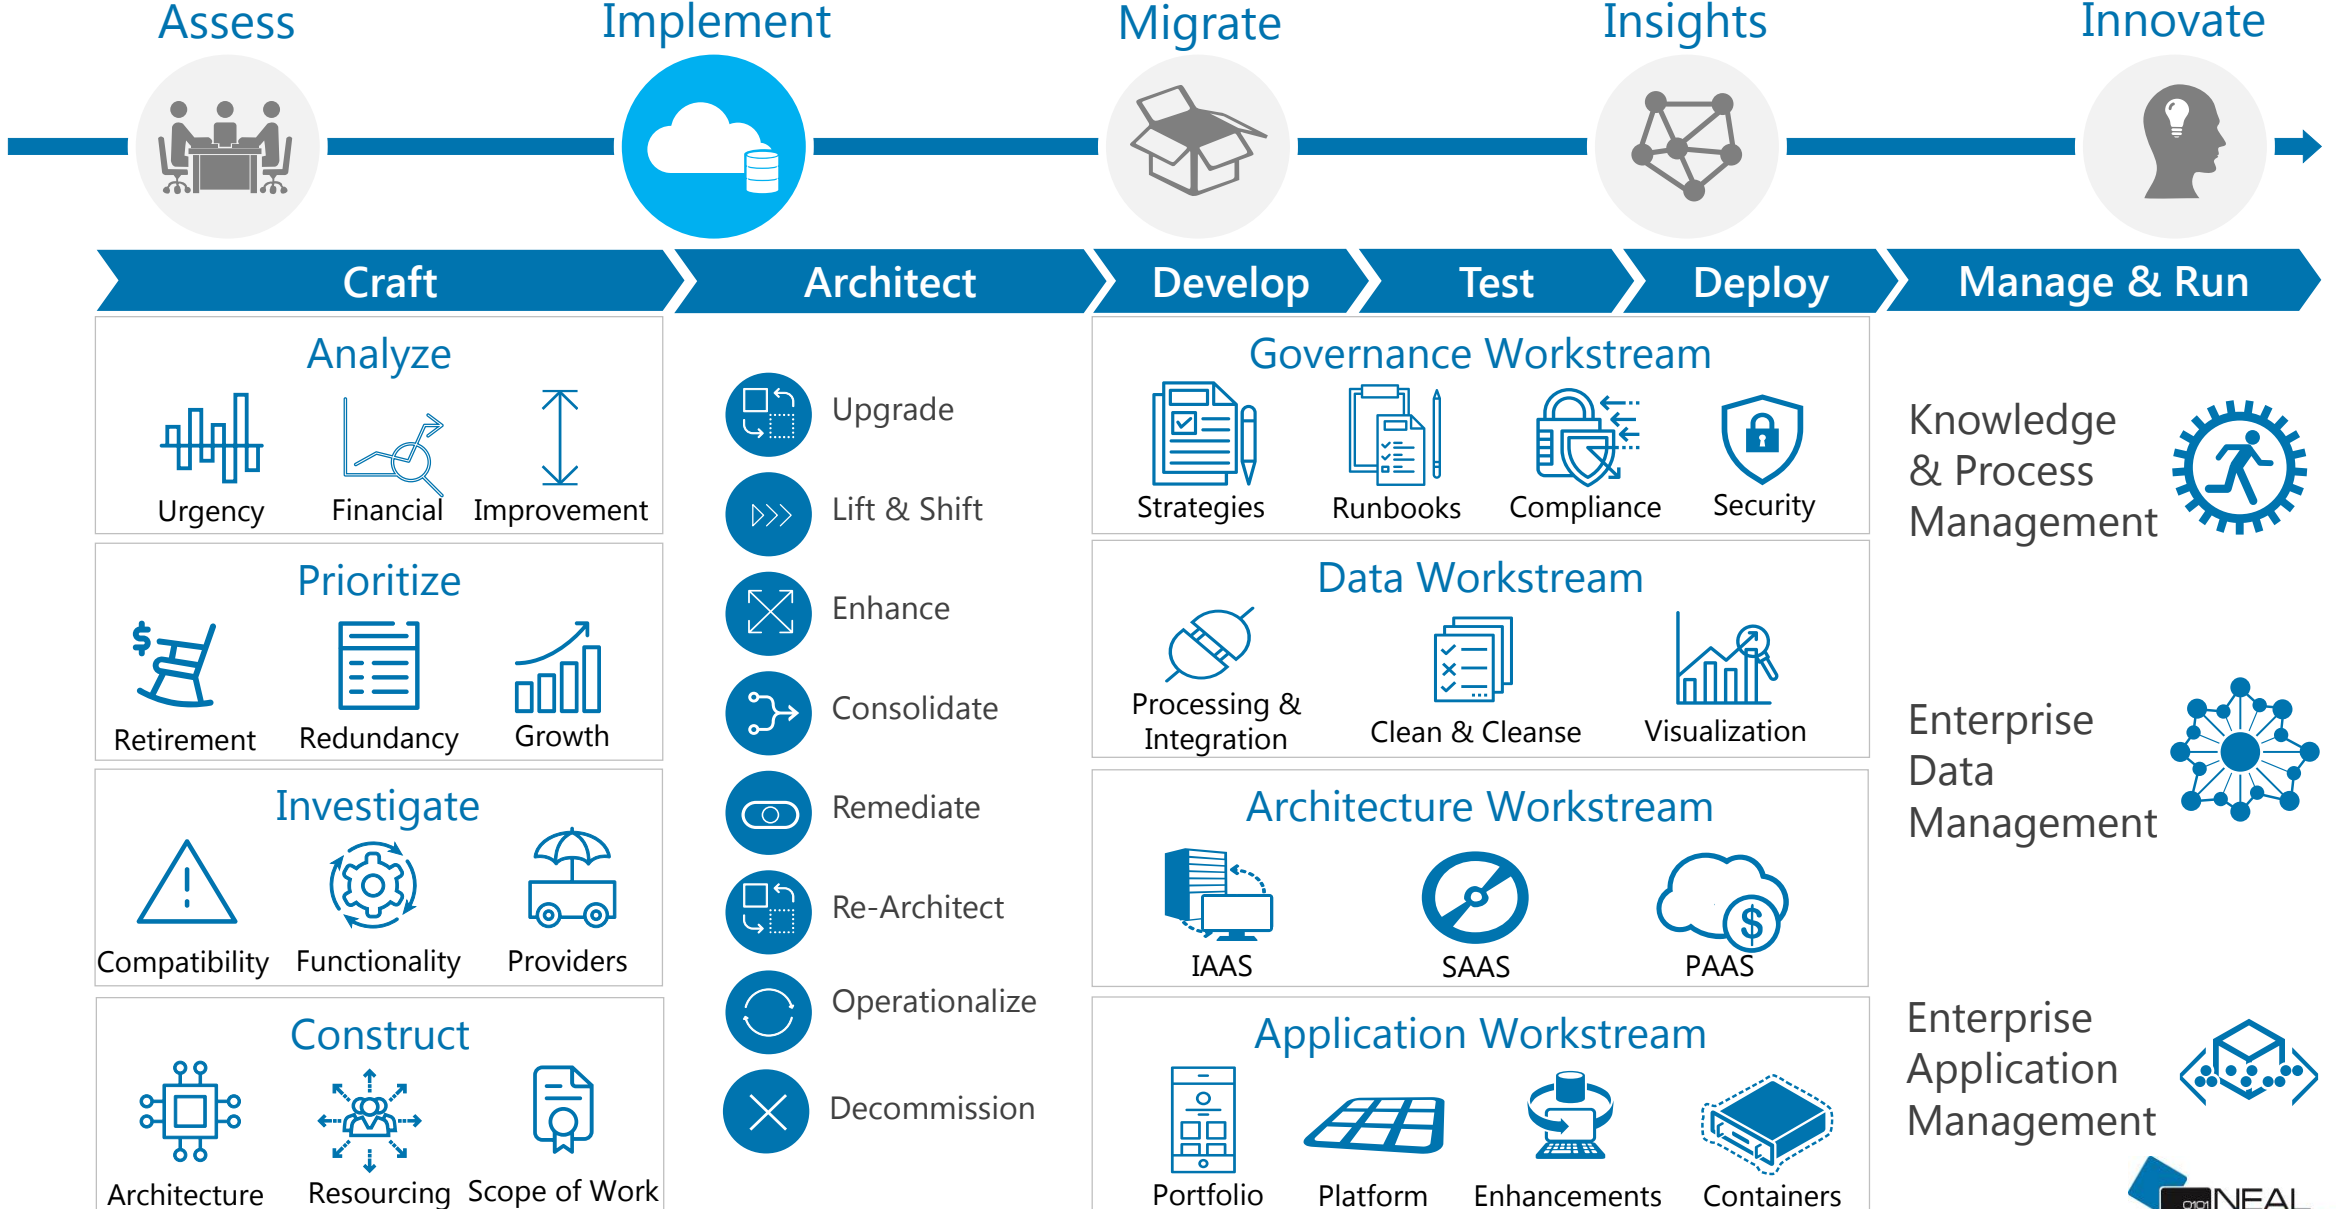 Assess
Implement
Migrate
Insights
Innovate
Craft
Architect
Develop
Test
Deploy
Manage & Run
Analyze
Urgency
Financial
Improvement
Prioritize
Retirement
Redundancy
Growth
Investigate
Compatibility
Functionality
Providers
Construct
Architecture
Resourcing
Scope of Work
Upgrade
Lift & Shift
Enhance
Consolidate
Remediate
Re-Architect
Operationalize
Decommission
Governance Workstream
Strategies
Runbooks
Compliance
Security
Data Workstream
Processing &
Integration
Clean & Cleanse
Visualization
Architecture Workstream
IAAS
SAAS
PAAS
Application Workstream
Portfolio
Platform
Enhancements
Containers
Knowledge
& Process
Management
Enterprise
Data
Management
Enterprise
Application
Management
0101
NEAL